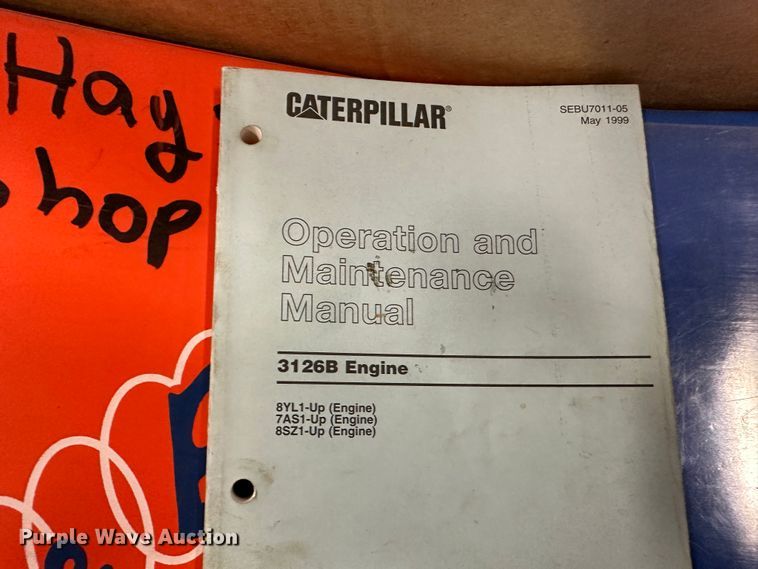 Hay
Shop
CATERPILLAR®
SEBU7011-05
May 1999
Operation and
Maintenance
Manual
3126B Engine
8YL1-Up (Engine)
7AS1-Up (Engine)
8SZ1-Up (Engine)
Purple Wave Auction